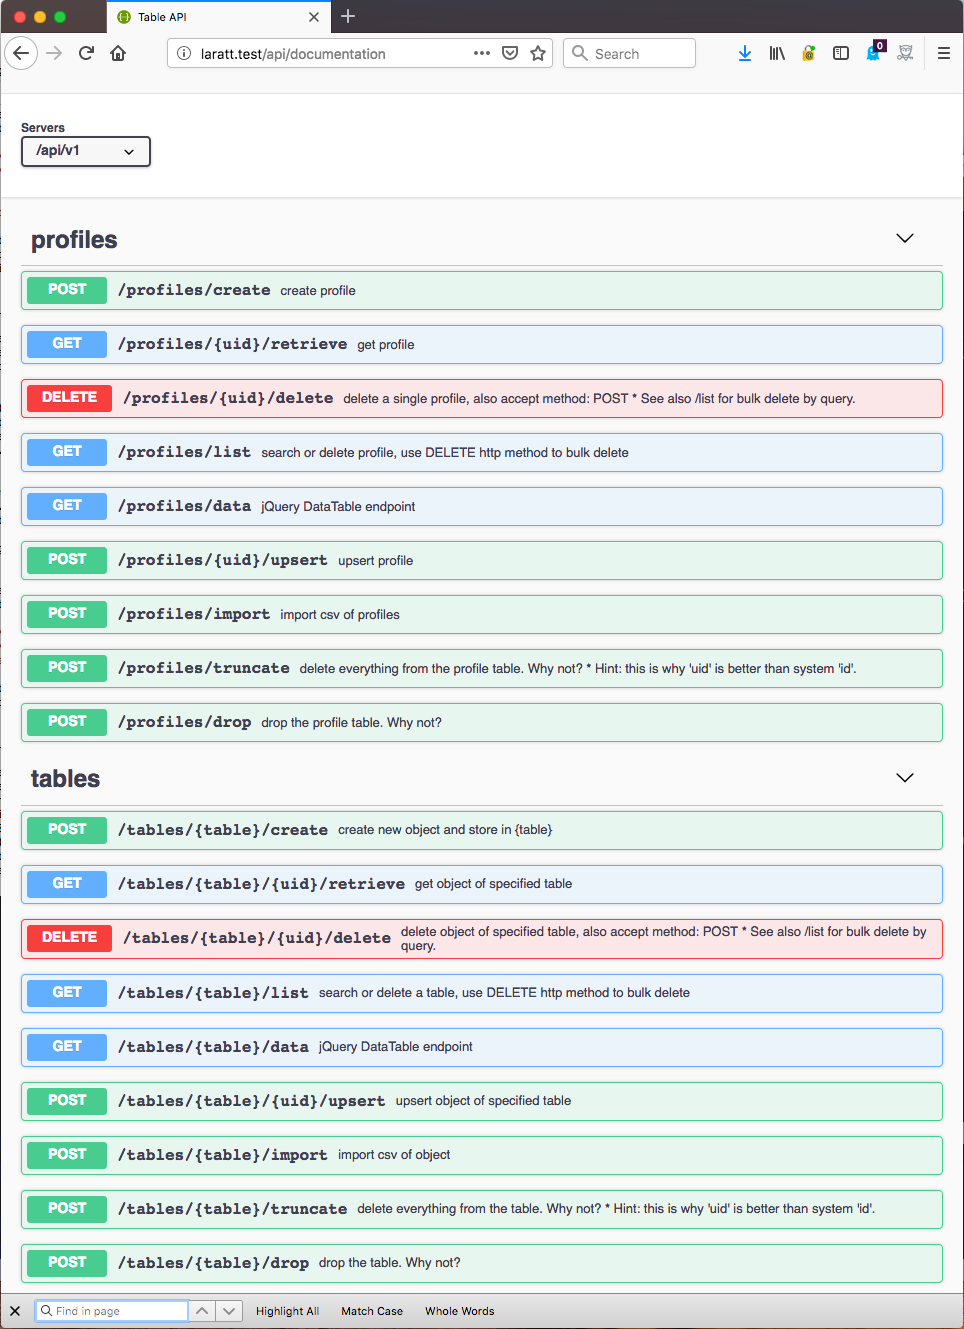 Table API
laratt.test/api/documentation
Search
0
Servers
/api/v1
profiles
POST /profiles/create create profile
GET /profiles/{uid}/retrieve get profile
DELETE /profiles/{uid}/delete delete a single profile, also accept method: POST * See also /list for bulk delete by query.
GET /profiles/list search or delete profile, use DELETE http method to bulk delete
GET /profiles/data jQuery DataTable endpoint
POST /profiles/{uid}/upsert upsert profile
POST /profiles/import import csv of profiles
POST /profiles/truncate delete everything from the profile table. Why not? * Hint: this is why 'uid' is better than system 'id'.
POST /profiles/drop drop the profile table. Why not?
tables
POST /tables/{table}/create create new object and store in {table}
GET /tables/{table}/{uid}/retrieve get object of specified table
DELETE /tables/{table}/{uid}/delete delete object of specified table, also accept method: POST * See also /list for bulk delete by
query.
GET /tables/{table}/list search or delete a table, use DELETE http method to bulk delete
GET /tables/{table}/data jQuery DataTable endpoint
POST /tables/{table}/{uid}/upsert upsert object of specified table
POST /tables/{table}/import import csv of object
POST /tables/{table}/truncate delete everything from the table. Why not? * Hint: this is why 'uid' is better than system 'id'.
POST /tables/{table}/drop drop the table. Why not?
Find in page Highlight All Match Case Whole Words